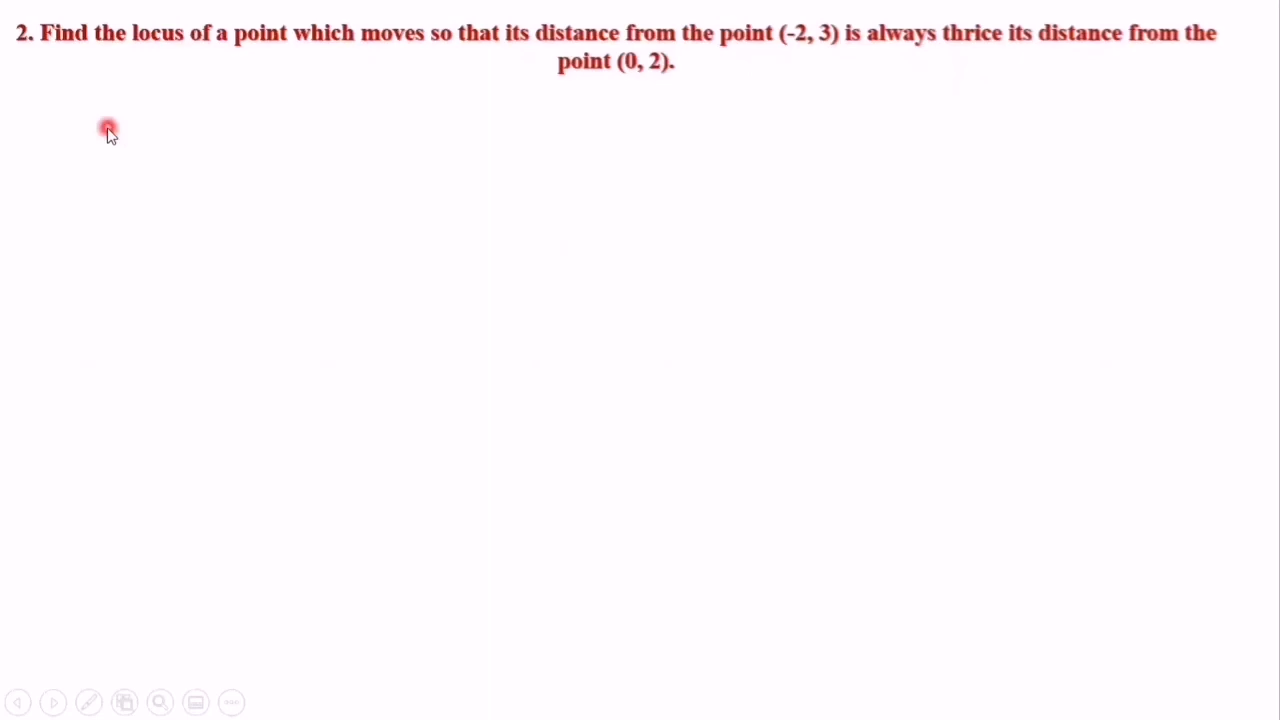 2. Find the locus of a point which moves so that its distance from the point (-2, 3) is always thrice its distance from the
point (0, 2).